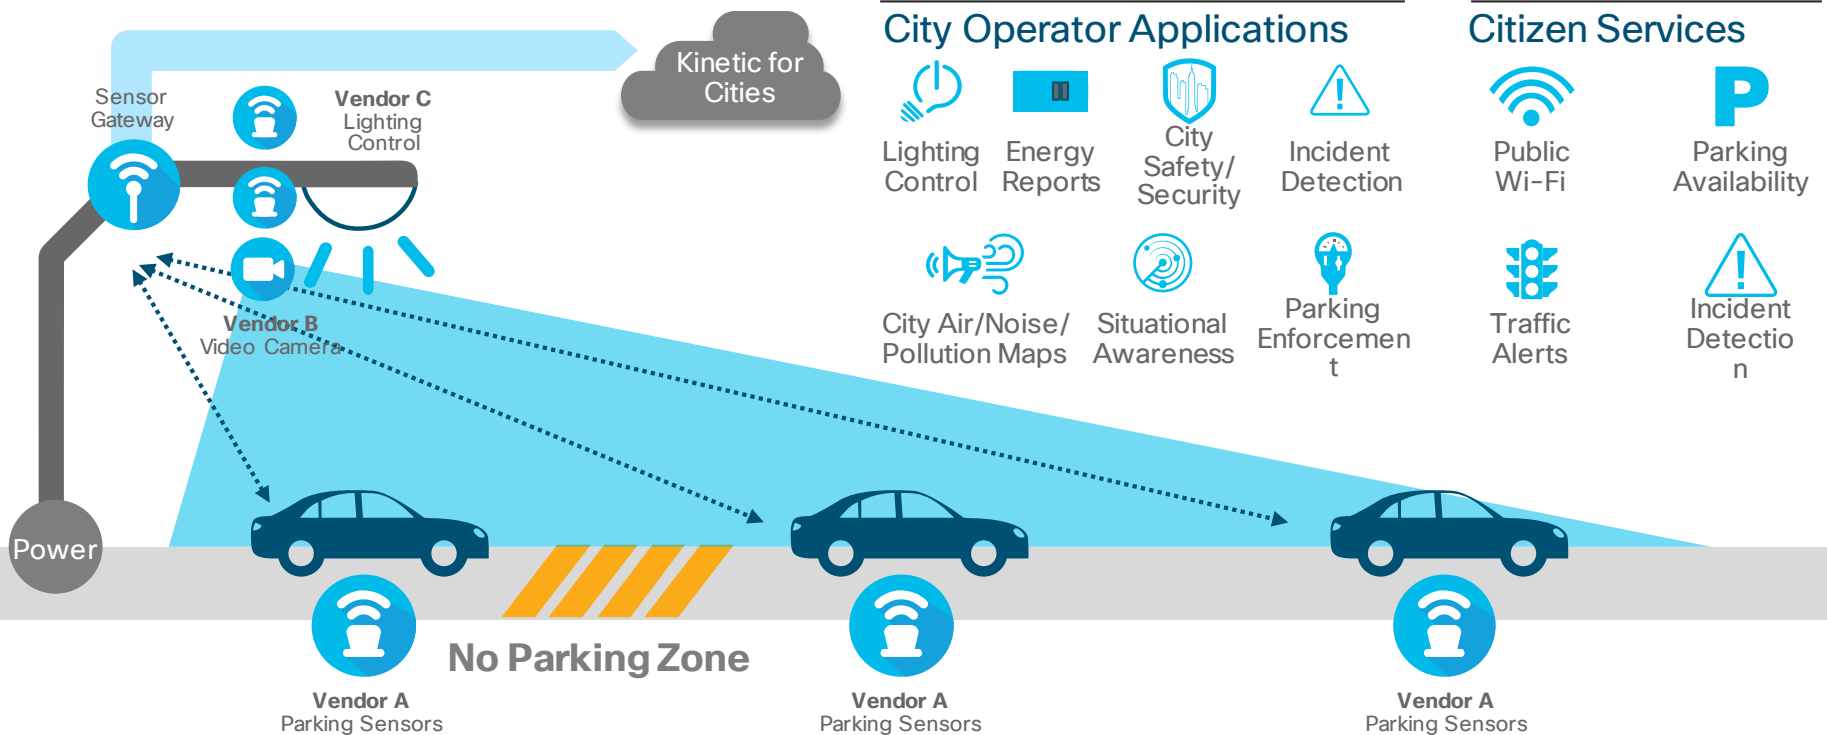 City Operator Applications
Citizen Services
Kinetic for
Cities
Sensor
Gateway
Vendor C
Lighting
Control
Lighting
Control
Energy
Reports
City
Safety/
Security
Incident
Detection
Public
Wi-Fi
P
Parking
Availability
Vendor B
Video Camera
City Air/Noise/
Pollution Maps
Situational
Awareness
Parking
Enforcemen
t
Traffic
Alerts
Incident
Detectio
n
Power
No Parking Zone
Vendor A
Parking Sensors
Vendor A
Parking Sensors
Vendor A
Parking Sensors